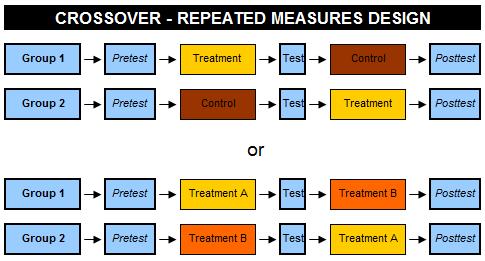 CROSSOVER - REPEATED MEASURES DESIGN
Group 1 Pretest Treatment Test Control Posttest
Group 2 Pretest Control Test Treatment Posttest
or
Group 1 Pretest Treatment A Test Treatment B Posttest
Group 2 Pretest Treatment B Test Treatment A Posttest